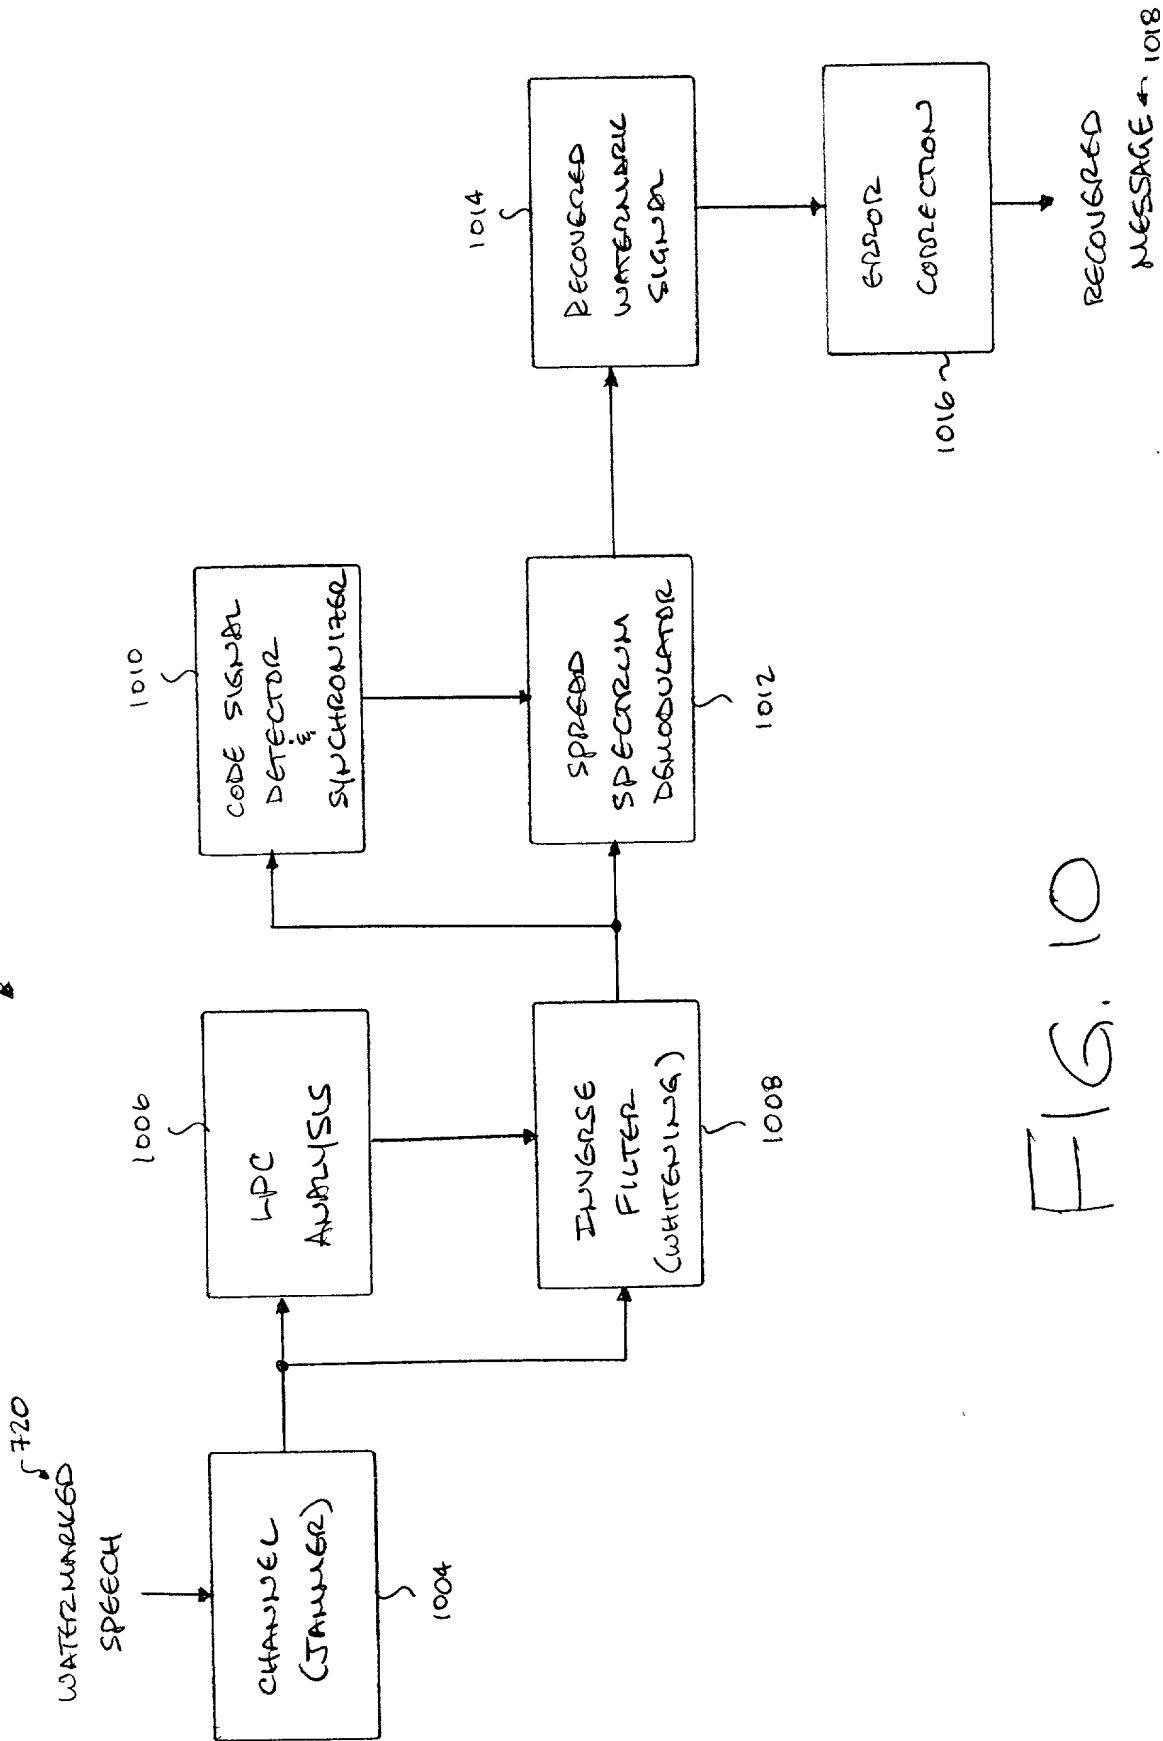 WATERMARKED
SPEECH
720
CHANNEL
(JAMMER)
1004
1006
LPC
ANALYSIS
INVERSE
FILTER
(WHITENING)
1008
1010
CODE SIGNAL
DETECTOR
&
SYNCHRONIZER
SPREAD
SPECTRUM
DEMODULATOR
1012
1014
RECOVERED
WATERMARK
SIGNAL
ERROR
CORRECTION
1016
RECOVERED
MESSAGE
1018
FIG. 10